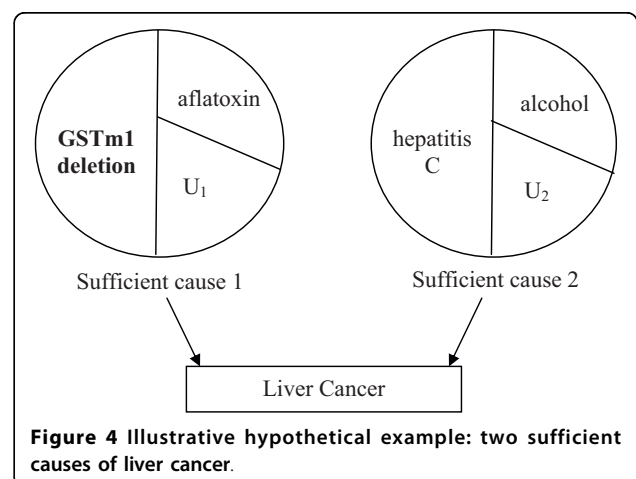 aflatoxin
GSTm1
deletion
U1
Sufficient cause 1
alcohol
hepatitis
C
U2
Sufficient cause 2
Liver Cancer
Figure 4 Illustrative hypothetical example: two sufficient
causes of liver cancer.